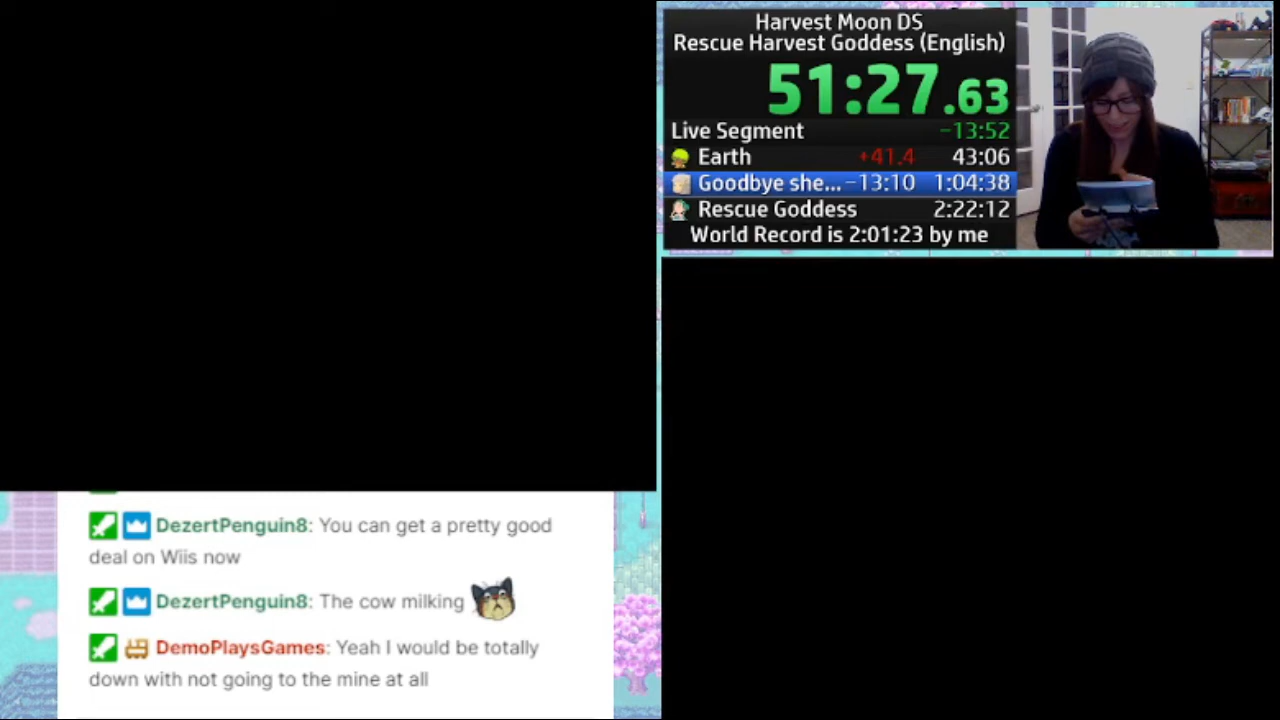 Harvest Moon DS
Rescue Harvest Goddess (English)
51:27.63
Live Segment -13:52
Earth +41.4 43:06
Goodbye she... -13:10 1:04:38
Rescue Goddess 2:22:12
World Record is 2:01:23 by me
DezertPenguin8: You can get a pretty good
deal on Wiis now
DezertPenguin8: The cow milking
DemoPlaysGames: Yeah I would be totally
down with not going to the mine at all